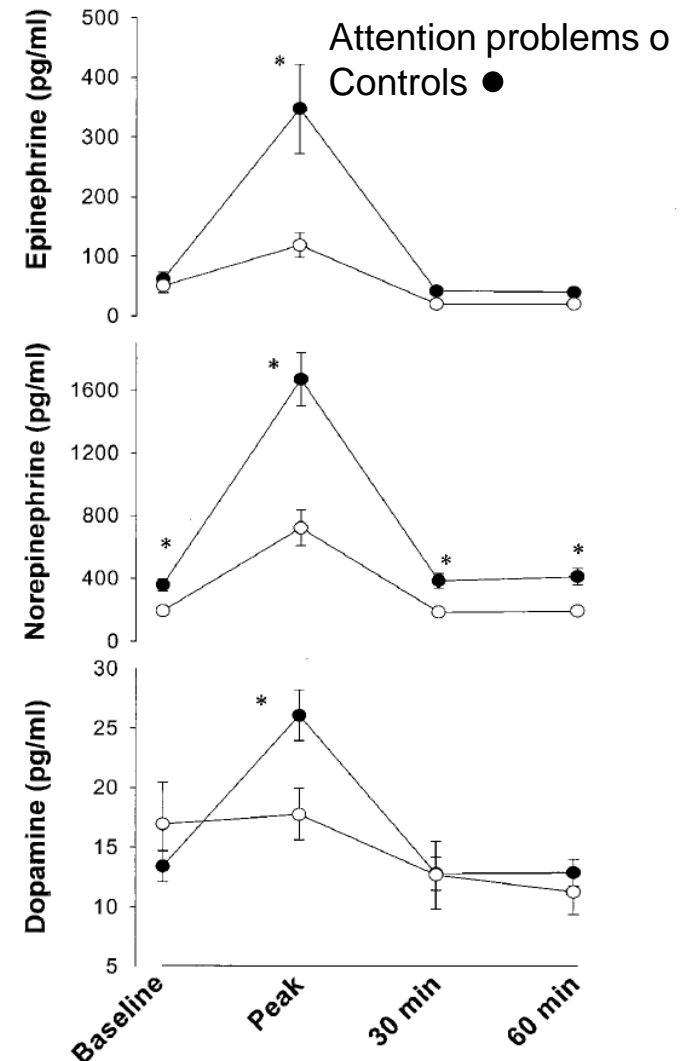 Attention problems o
Controls ●
Epinephrine (pg/ml)
500
400
300
200
100
0
*
Norepinephrine (pg/ml)
1600
1200
800
400
0
*
*
*
*
Dopamine (pg/ml)
30
25
20
15
10
5
*
Baseline
Peak
30 min
60 min